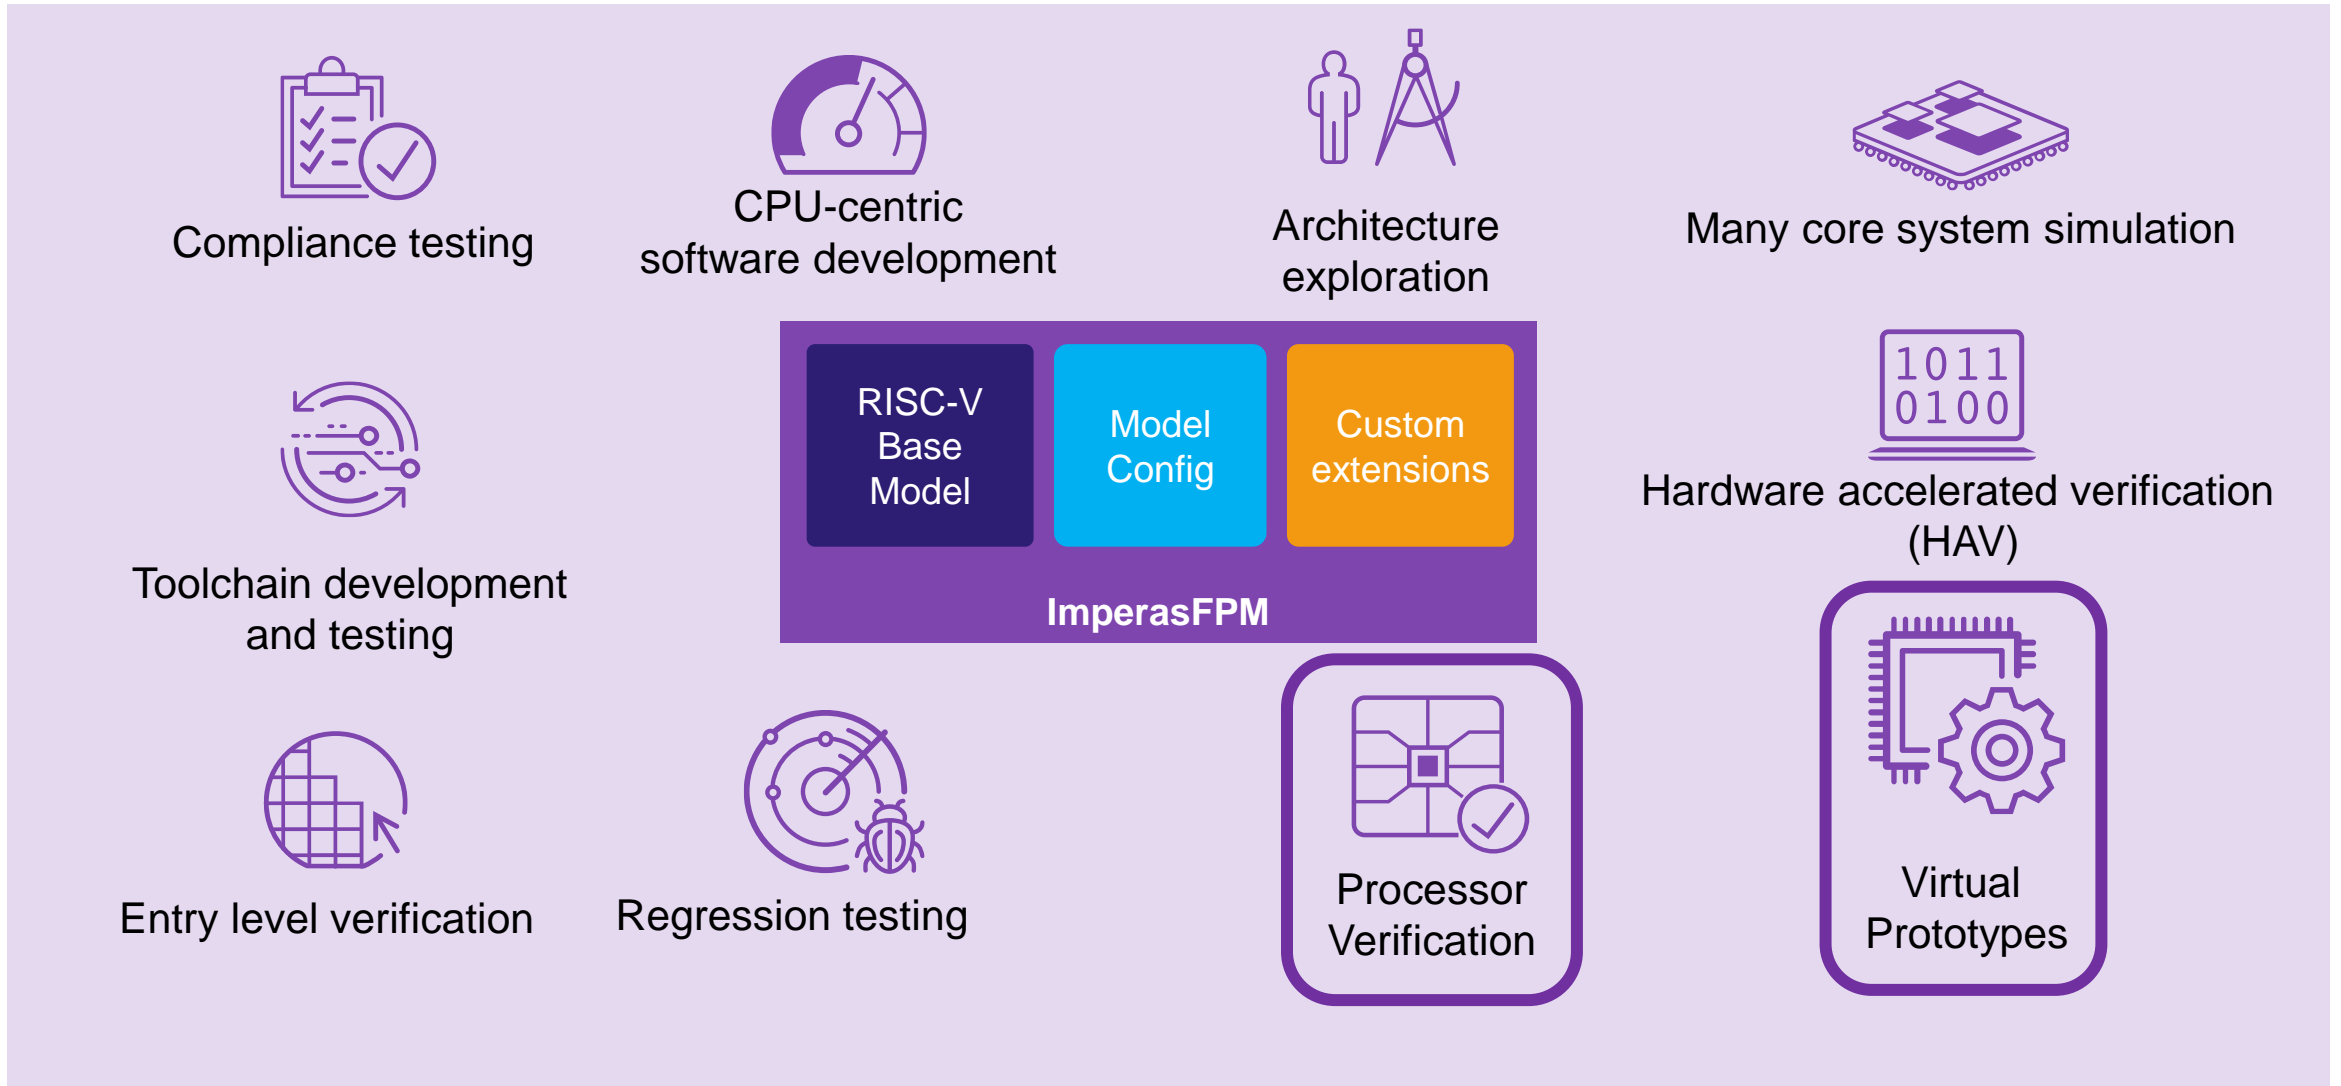 Compliance testing
CPU-centric
software development
Architecture
exploration
Many core system simulation
RISC-V
Base
Model
Model
Config
Custom
extensions
ImperasFPM
1011
0100
Hardware accelerated verification
(HAV)
Toolchain development
and testing
Entry level verification
Regression testing
Processor
Verification
Virtual
Prototypes